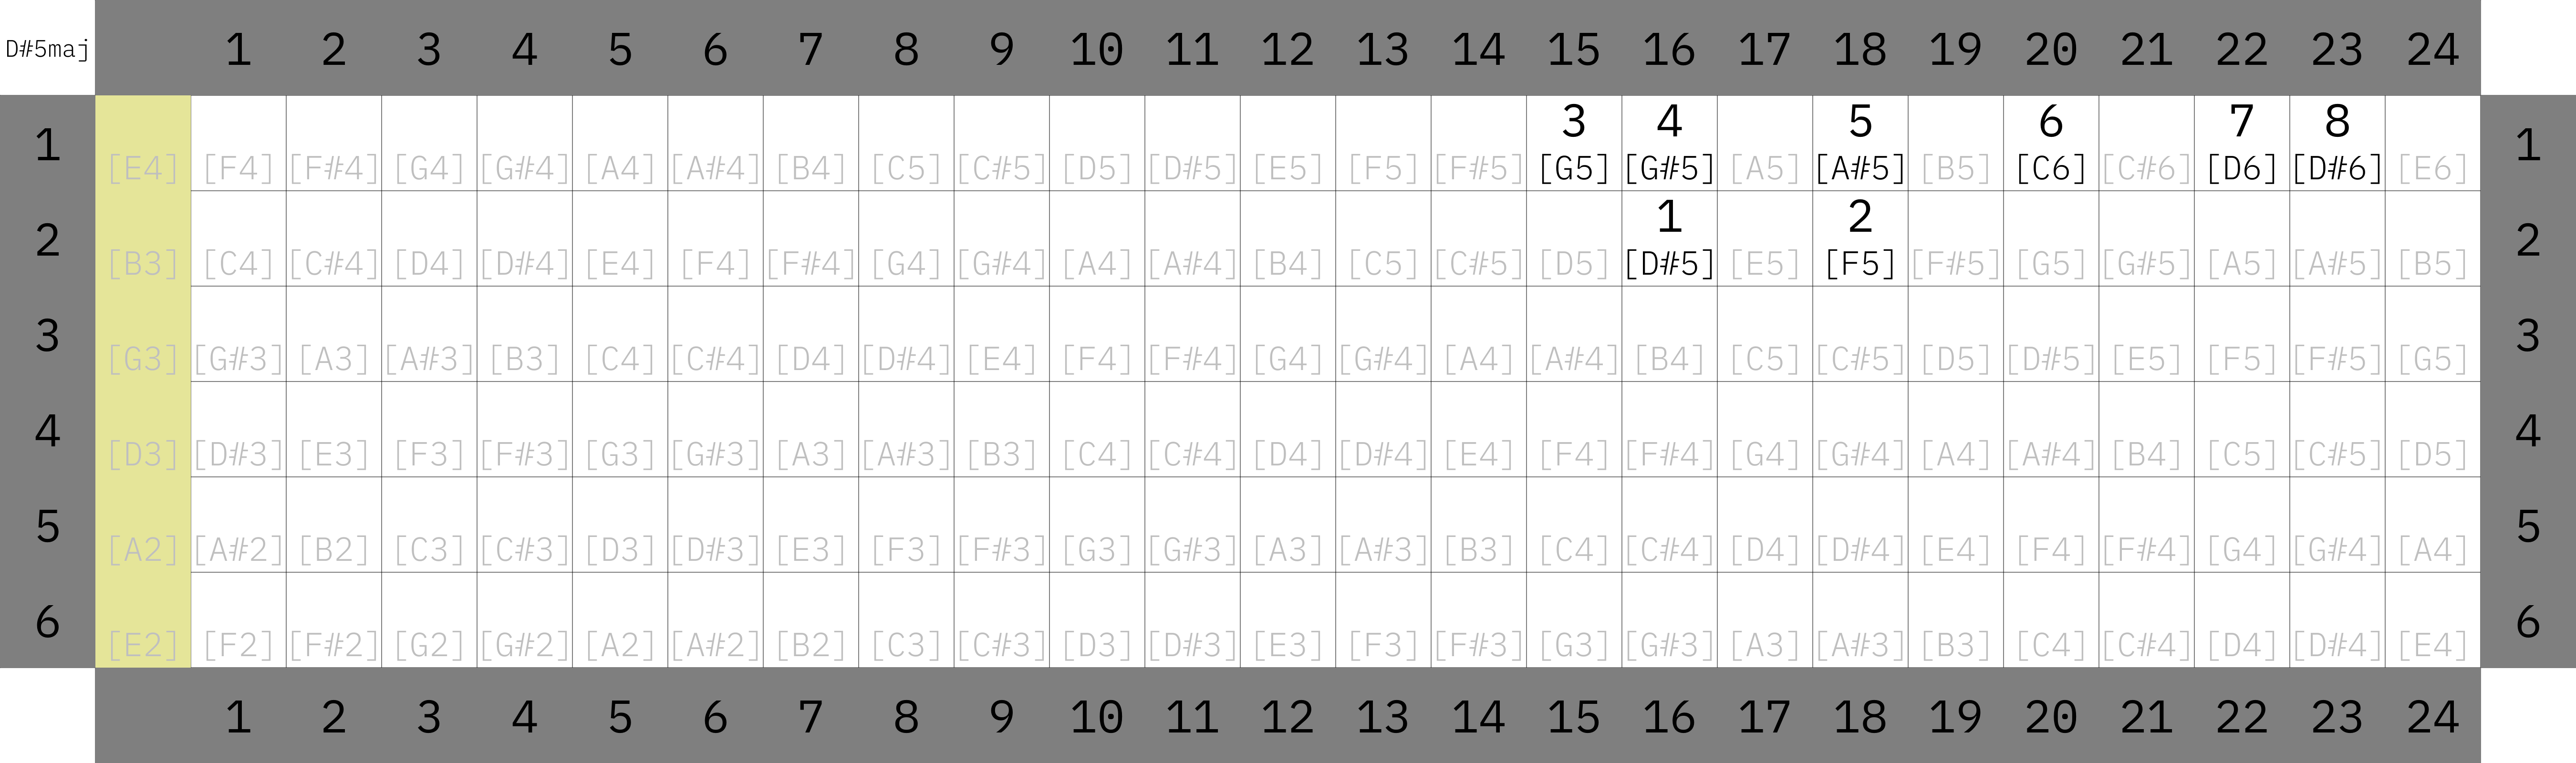 D#5maj 1 2 3 4 5 6 7 8 9 10 11 12 13 14 15 16 17 18 19 20 21 22 23 24
3 4 5 6 7 8
1 [E4] [F4] [F#4] [G4] [G#4] [A4] [A#4] [B4] [C5] [C#5] [D5] [D#5] [E5] [F5] [F#5] [G5] [G#5] [A5] [A#5] [B5] [C6] [C#6] [D6] [D#6] [E6] 1
1 2
2 [B3] [C4] [C#4] [D4] [D#4] [E4] [F4] [F#4] [G4] [G#4] [A4] [A#4] [B4] [C5] [C#5] [D5] [D#5] [E5] [F5] [F#5] [G5] [G#5] [A5] [A#5] [B5] 2
3 [G3] [G#3] [A3] [A#3] [B3] [C4] [C#4] [D4] [D#4] [E4] [F4] [F#4] [G4] [G#4] [A4] [A#4] [B4] [C5] [C#5] [D5] [D#5] [E5] [F5] [F#5] [G5] 3
4 [D3] [D#3] [E3] [F3] [F#3] [G3] [G#3] [A3] [A#3] [B3] [C4] [C#4] [D4] [D#4] [E4] [F4] [F#4] [G4] [G#4] [A4] [A#4] [B4] [C5] [C#5] [D5] 4
5 [A2] [A#2] [B2] [C3] [C#3] [D3] [D#3] [E3] [F3] [F#3] [G3] [G#3] [A3] [A#3] [B3] [C4] [C#4] [D4] [D#4] [E4] [F4] [F#4] [G4] [G#4] [A4] 5
6 [E2] [F2] [F#2] [G2] [G#2] [A2] [A#2] [B2] [C3] [C#3] [D3] [D#3] [E3] [F3] [F#3] [G3] [G#3] [A3] [A#3] [B3] [C4] [C#4] [D4] [D#4] [E4] 6
1 2 3 4 5 6 7 8 9 10 11 12 13 14 15 16 17 18 19 20 21 22 23 24